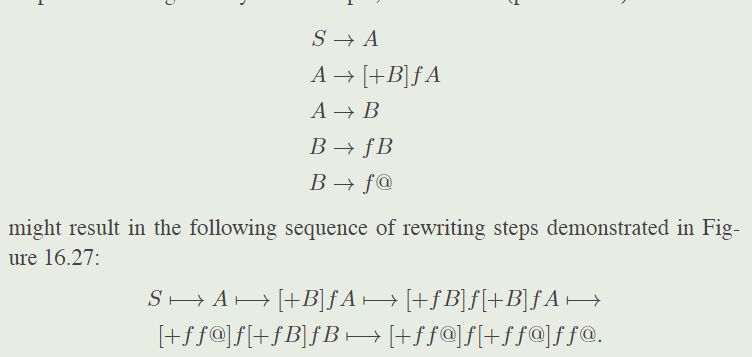 S → A
A → [+B]fA
A → B
B → fB
B → f@
might result in the following sequence of rewriting steps demonstrated in Fig-
ure 16.27:
S ⟼ A ⟼ [+B]fA ⟼ [+fB]f[+B]fA ⟼
[+ff@]f[+fB]fB ⟼ [+ff@]f[+ff@]ff@.